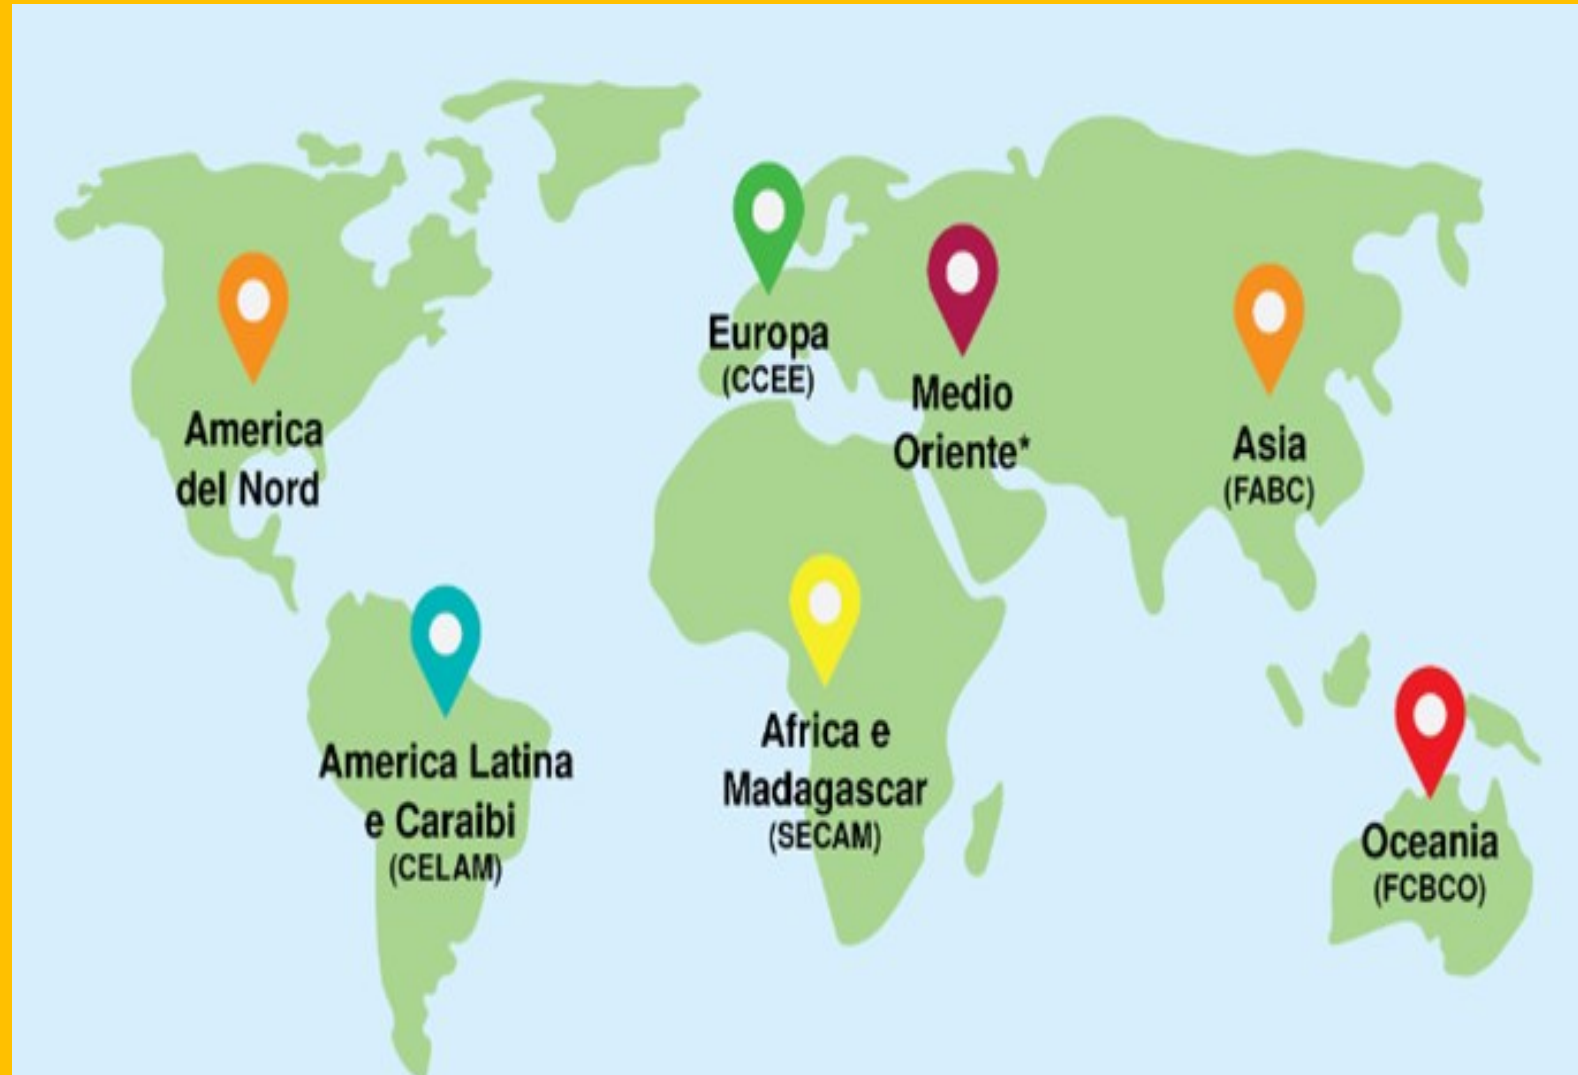 America
del Nord
Europa
(CCEE)
Medio
Oriente*
Asia
(FABC)
America Latina
e Caraibi
(CELAM)
Africa e
Madagascar
(SECAM)
Oceania
(FCBCO)